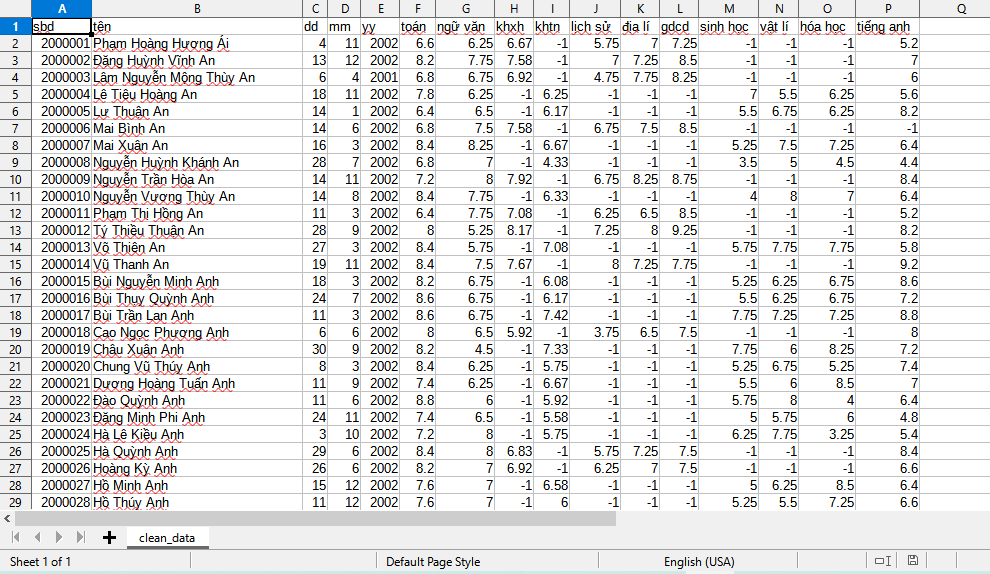 A B C D E F G H I J K L M N O P Q
1 sbd tên dd mm yy toán ngữ văn khxh khtn lịch sử địa lí gdcd sinh học vật lí hóa học tiếng anh
2 2000001 Phạm Hoàng Hương Ái 4 11 2002 6.6 6.25 6.67 -1 5.75 7 7.25 -1 -1 -1 5.2
3 2000002 Đặng Huỳnh Vĩnh An 13 12 2002 8.2 7.75 7.58 -1 7 7.25 8.5 -1 -1 -1 7
4 2000003 Lâm Nguyễn Mộng Thùy An 6 4 2001 6.8 6.75 6.92 -1 4.75 7.75 8.25 -1 -1 -1 6
5 2000004 Lê Tiểu Hoàng An 18 11 2002 7.8 6.25 -1 6.25 -1 -1 -1 7 5.5 6.25 5.6
6 2000005 Lư Thuận An 14 1 2002 6.4 6.5 -1 6.17 -1 -1 -1 5.5 6.75 6.25 8.2
7 2000006 Mai Bình An 14 6 2002 6.8 7.5 7.58 -1 6.75 7.5 8.5 -1 -1 -1 -1
8 2000007 Mai Xuân An 16 3 2002 8.4 8.25 -1 6.67 -1 -1 -1 5.25 7.5 7.25 6.4
9 2000008 Nguyễn Huỳnh Khánh An 28 7 2002 6.8 7 -1 4.33 -1 -1 -1 3.5 5 4.5 4.4
10 2000009 Nguyễn Trần Hòa An 14 11 2002 7.2 8 7.92 -1 6.75 8.25 8.75 -1 -1 -1 8.4
11 2000010 Nguyễn Vương Thùy An 14 8 2002 8.4 7.75 -1 6.33 -1 -1 -1 4 8 7 6.4
12 2000011 Phạm Thị Hồng An 11 3 2002 6.4 7.75 7.08 -1 6.25 6.5 8.5 -1 -1 -1 5.2
13 2000012 Tý Thiều Thuận An 28 9 2002 8 5.25 8.17 -1 7.25 8 9.25 -1 -1 -1 8.2
14 2000013 Võ Thiên An 27 3 2002 8.4 5.75 -1 7.08 -1 -1 -1 5.75 7.75 7.75 5.8
15 2000014 Vũ Thanh An 19 11 2002 8.4 7.5 7.67 -1 8 7.25 7.75 -1 -1 -1 9.2
16 2000015 Bùi Nguyễn Minh Anh 18 3 2002 8.2 6.75 -1 6.08 -1 -1 -1 5.25 6.25 6.75 8.6
17 2000016 Bùi Thụy Quỳnh Anh 24 7 2002 8.6 6.75 -1 6.17 -1 -1 -1 5.5 6.25 6.75 7.2
18 2000017 Bùi Trần Lan Anh 11 3 2002 8.6 6.75 -1 7.42 -1 -1 -1 7.75 7.25 7.25 8.8
19 2000018 Cao Ngọc Phượng Anh 6 6 2002 8 6.5 5.92 -1 3.75 6.5 7.5 -1 -1 -1 8
20 2000019 Châu Xuân Anh 30 9 2002 8.2 4.5 -1 7.33 -1 -1 -1 7.75 6 8.25 7.2
21 2000020 Chung Vũ Thúy Anh 8 3 2002 8.4 6.25 -1 5.75 -1 -1 -1 5.25 6.75 5.25 7.4
22 2000021 Dương Hoàng Tuấn Anh 11 9 2002 7.4 6.25 -1 6.67 -1 -1 -1 5.5 6 8.5 7
23 2000022 Đào Quỳnh Anh 11 6 2002 8.8 6 -1 5.92 -1 -1 -1 5.75 8 4 6.4
24 2000023 Đặng Minh Phi Anh 24 11 2002 7.4 6.5 -1 5.58 -1 -1 -1 5 5.75 6 4.8
25 2000024 Hà Lê Kiều Anh 3 10 2002 7.2 8 -1 5.75 -1 -1 -1 6.25 7.75 3.25 5.4
26 2000025 Hà Quỳnh Anh 29 6 2002 8.4 8 6.83 -1 5.75 7.25 7.5 -1 -1 -1 8.4
27 2000026 Hoàng Kỳ Anh 26 6 2002 8.2 7 6.92 -1 6.25 7 7.5 -1 -1 -1 6.6
28 2000027 Hồ Minh Anh 15 12 2002 7.6 7 -1 6.58 -1 -1 -1 5 6.25 8.5 6.4
29 2000028 Hồ Thúy Anh 11 12 2002 7.6 7 -1 6 -1 -1 -1 5.25 5.5 7.25 6.6
clean_data
Sheet 1 of 1 Default Page Style English (USA)